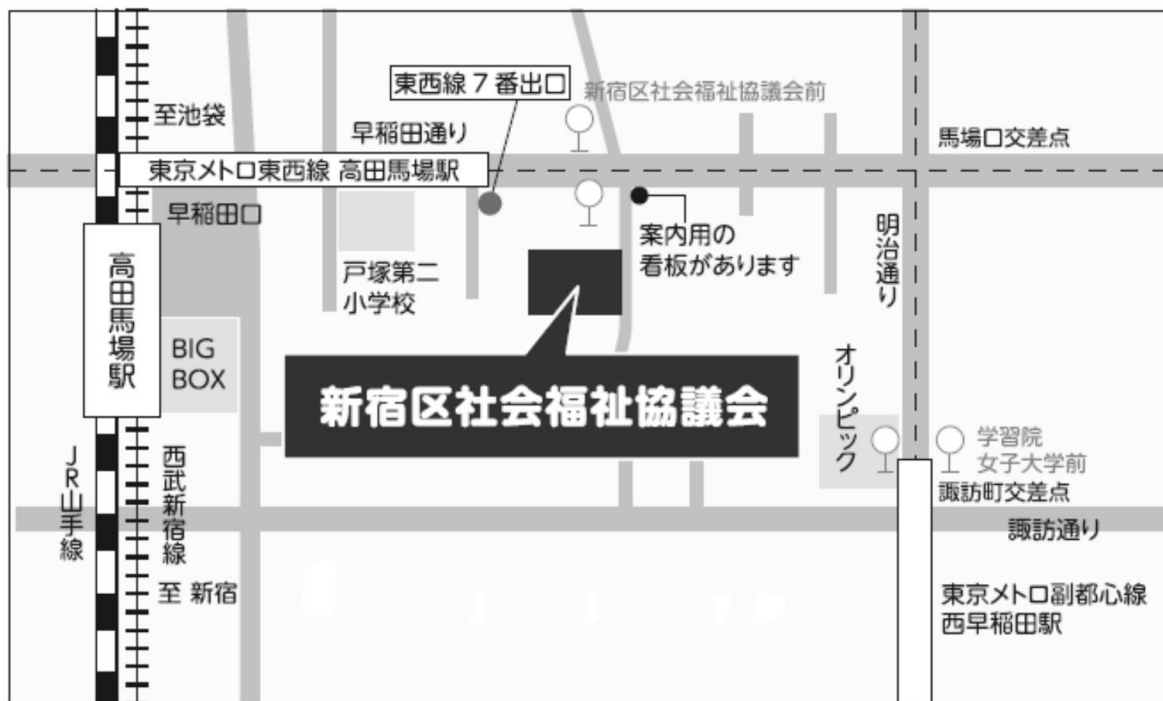 東西線７番出口
新宿区社会福祉協議会前
至池袋
早稲田通り
馬場口交差点
東京メトロ東西線 高田馬場駅
早稲田口
明治通り
案内用の
看板があります
戸塚第二
小学校
高田馬場駅
BIG
BOX
オリンピック
新宿区社会福祉協議会
学習院
女子大学前
JR山手線
西武新宿線
諏訪町交差点
諏訪通り
至 新宿
東京メトロ副都心線
西早稲田駅